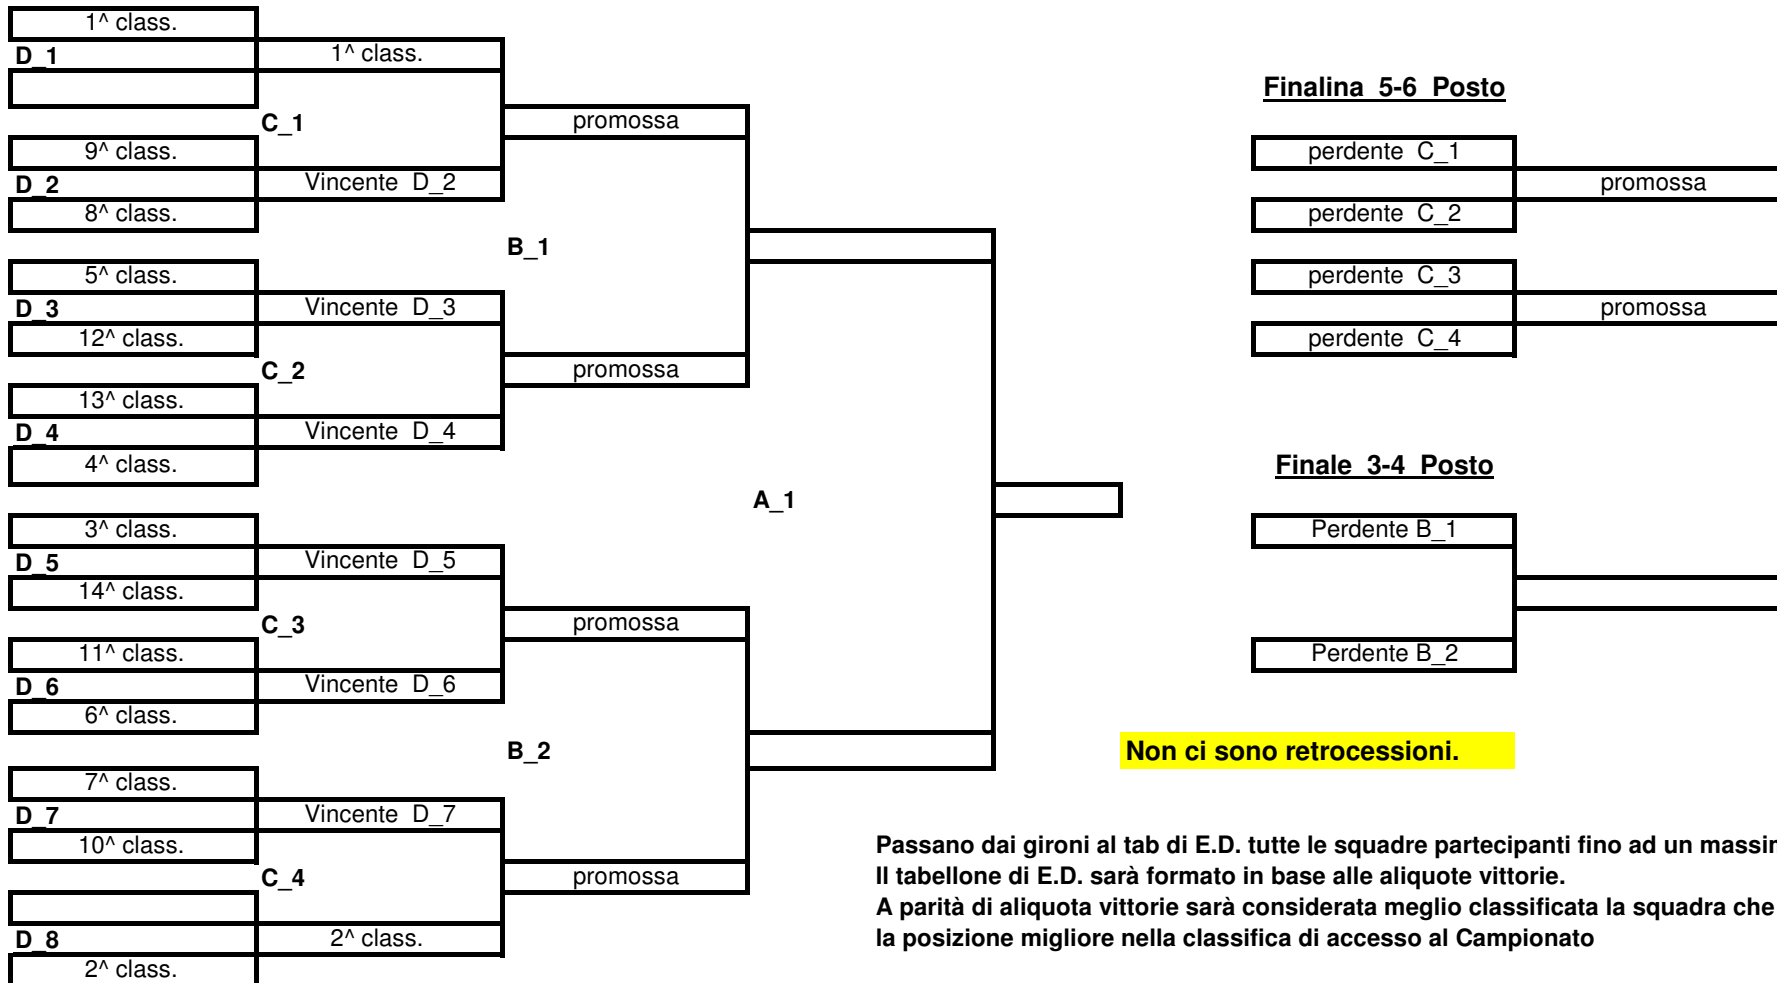 1^ class.
D_1
1^ class.
C_1
promossa
9^ class.
D_2
Vincente D_2
8^ class.
B_1
5^ class.
D_3
Vincente D_3
12^ class.
C_2
promossa
13^ class.
D_4
Vincente D_4
4^ class.
A_1
3^ class.
D_5
Vincente D_5
14^ class.
C_3
promossa
11^ class.
D_6
Vincente D_6
6^ class.
B_2
7^ class.
D_7
Vincente D_7
10^ class.
C_4
promossa
D_8
2^ class.
2^ class.
Finalina 5-6 Posto
perdente C_1
promossa
perdente C_2
perdente C_3
promossa
perdente C_4
Finale 3-4 Posto
Perdente B_1
Perdente B_2
Non ci sono retrocessioni.
Passano dai gironi al tab di E.D. tutte le squadre partecipanti fino ad un
Il tabellone di E.D. sarà formato in base alle aliquote vittorie.
A parità di aliquota vittorie sarà considerata meglio classificata la squadra che
la posizione migliore nella classifica di accesso al Campionato